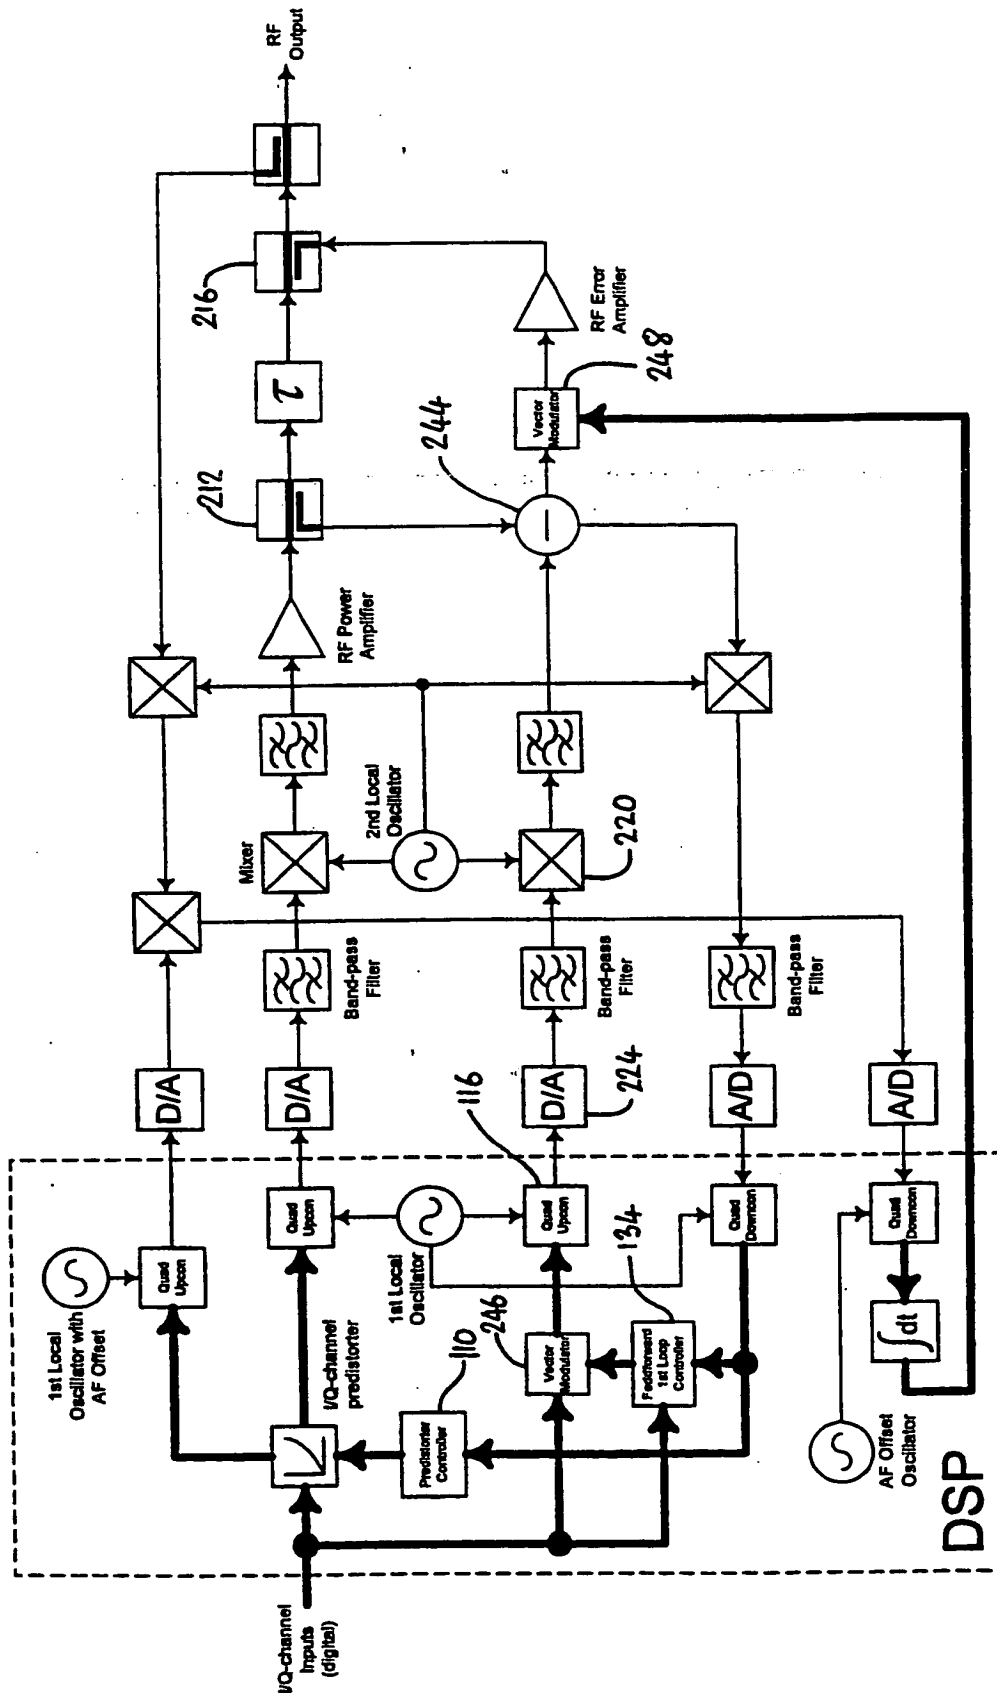 RF
Output
216
212
RF Power
Amplifier
244
Vector
Modulator
248
RF Error
Amplifier
Mixer
2nd Local
Oscillator
220
Band-pass
Filter
Band-pass
Filter
Band-pass
Filter
D/A
D/A
116
D/A
224
A/D
A/D
1st Local
Oscillator with
AF Offset
Quad
Upcon
Quad
Upcon
1st Local
Oscillator
Quad
Upcon
134
Quad
Downcon
Quad
Downcon
I/Q-channel
predistorter
110
246
Predistorter
Controller
Vector
Modulator
Feddforward
1st Loop
Controller
∫dt
AF Offset
Oscillator
I/Q-channel
Inputs
(digital)
DSP
τ